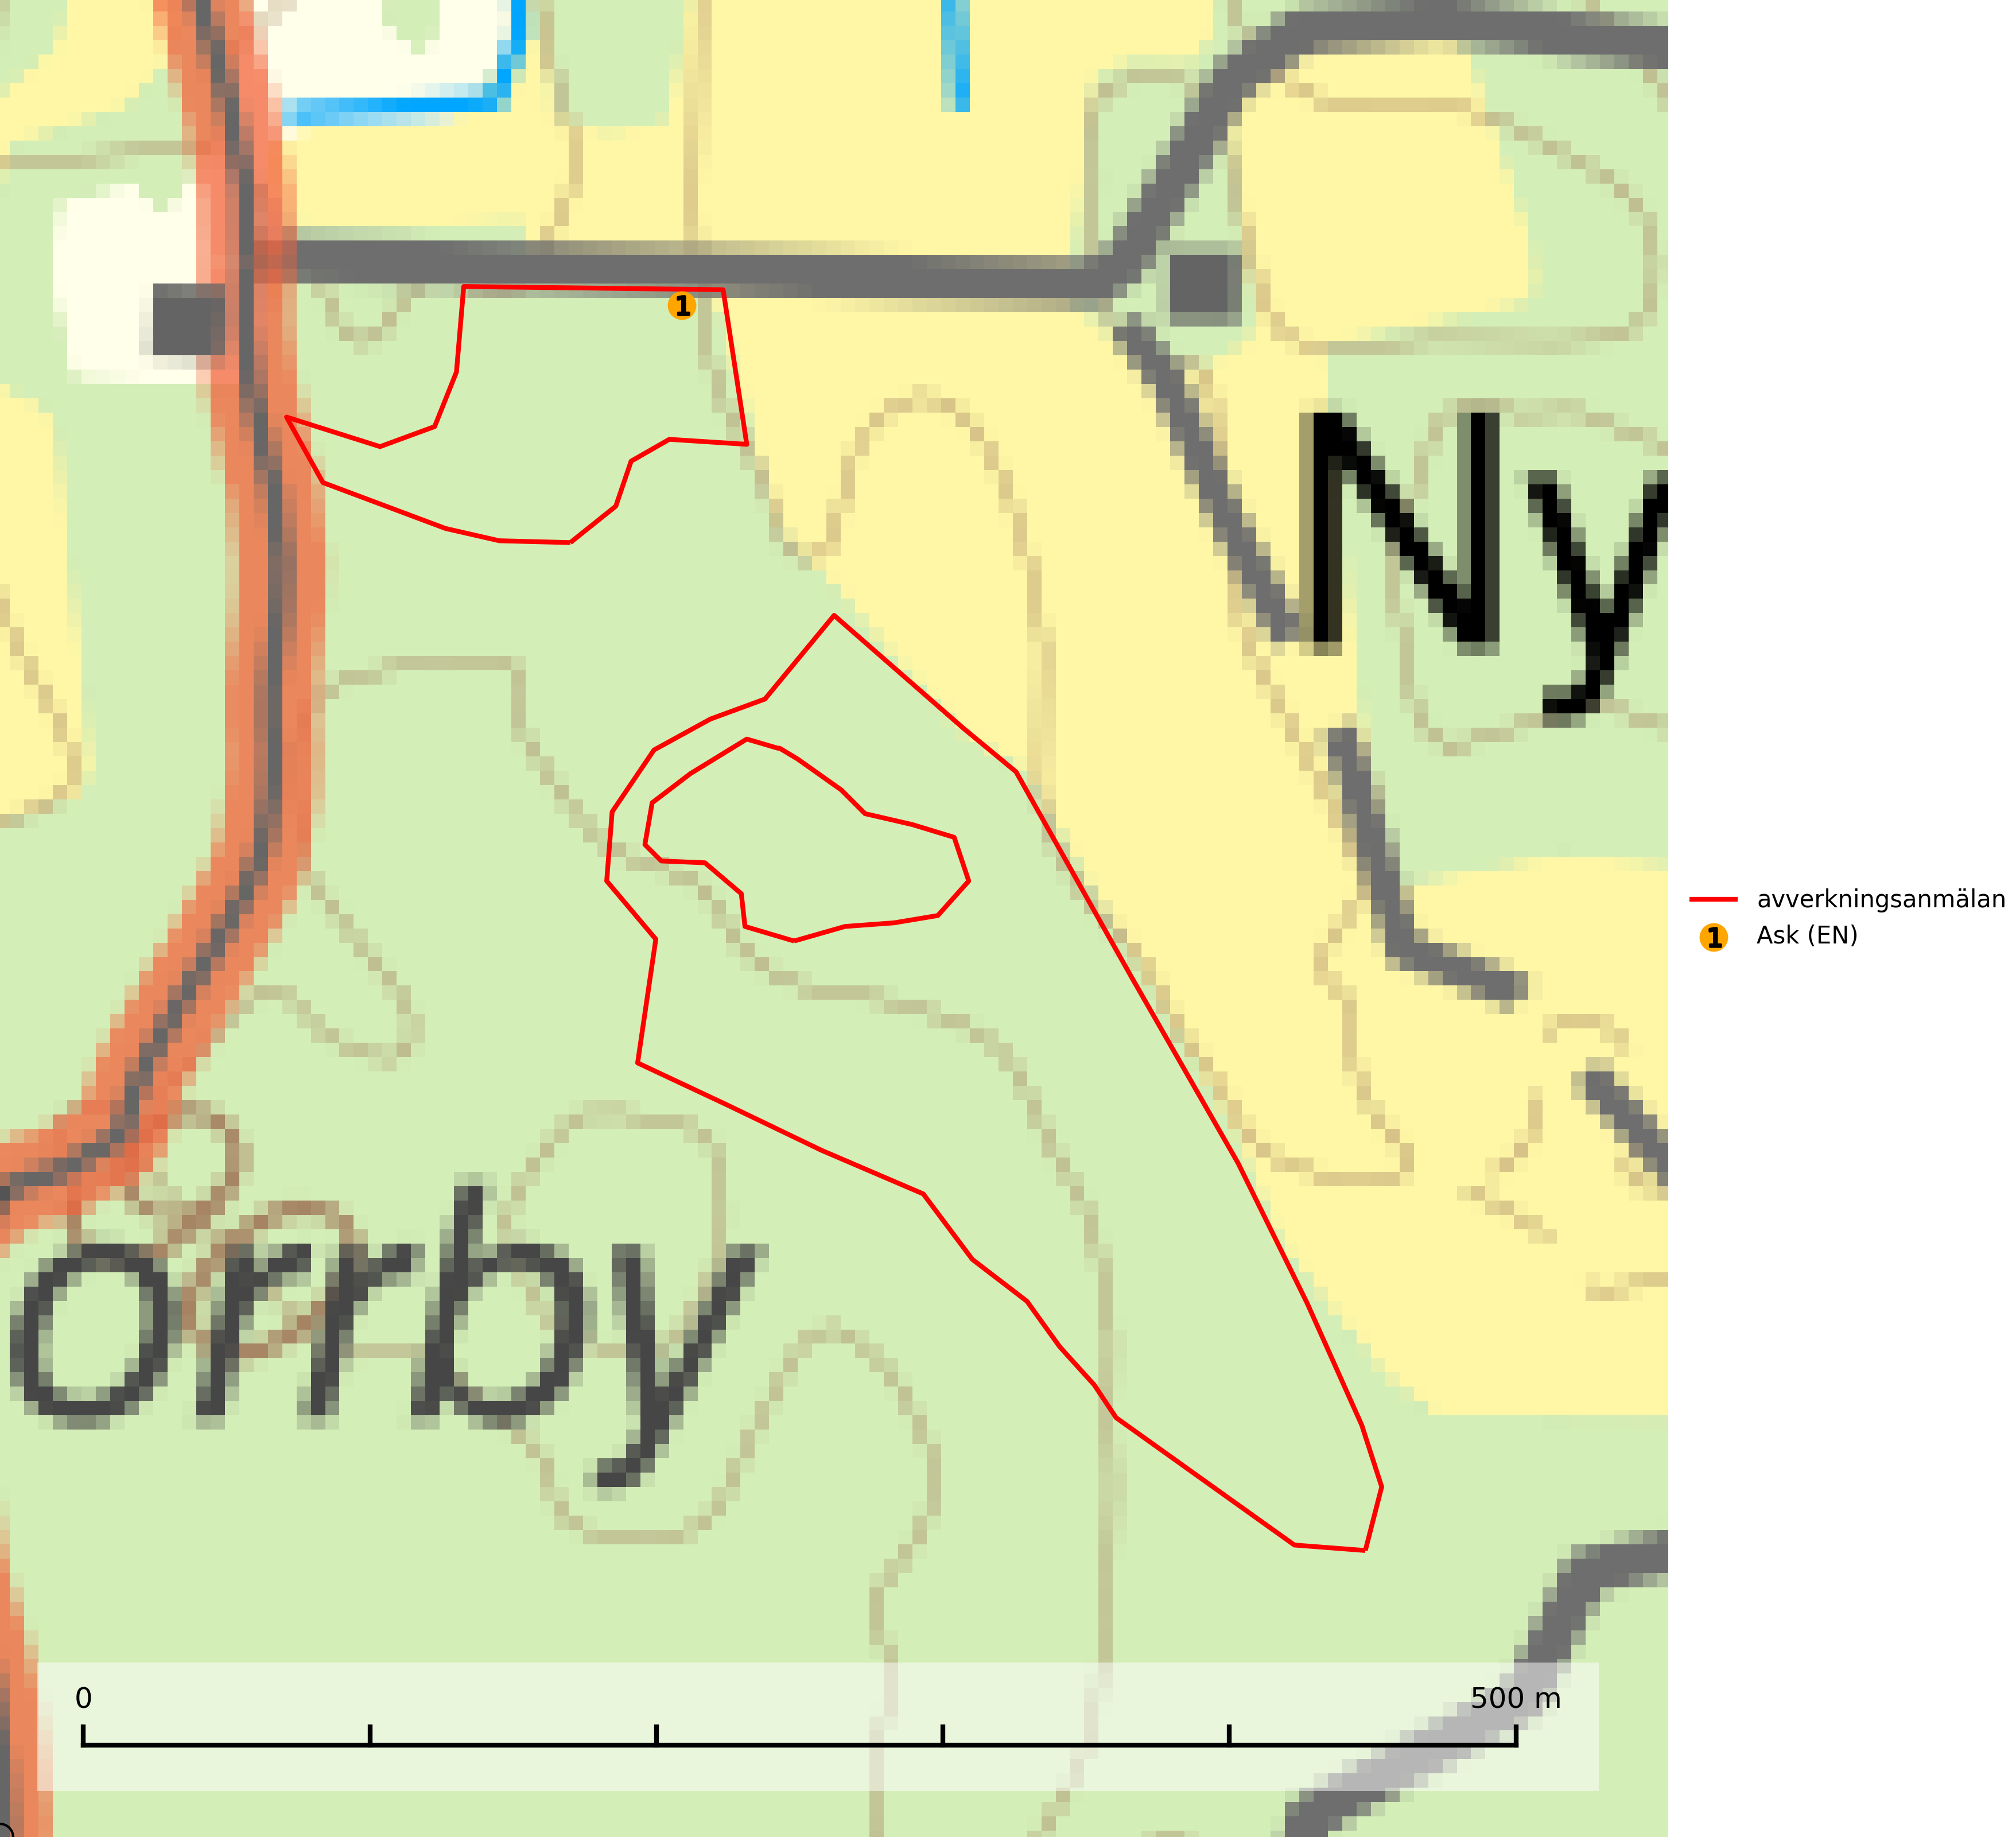 1
Ny
avverkningsanmälan
1 Ask (EN)
orrby
0 500 m